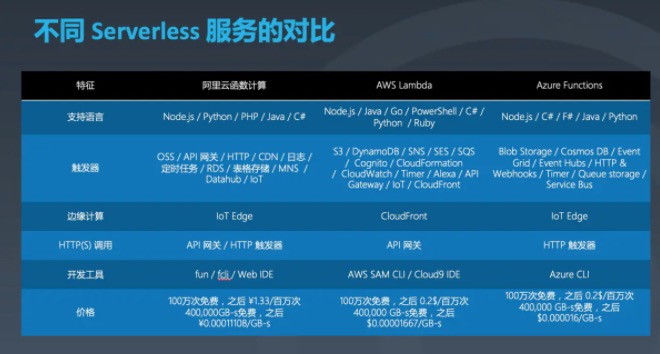 不同 Serverless 服务的对比
特征 阿里云函数计算 AWS Lambda Azure Functions
支持语言 Node.js / Python / PHP / Java / C# Node.js / Java / Go / PowerShell / C# / Python / Ruby Node.js / C# / F# / Java / Python
触发器
OSS / API 网关 / HTTP / CDN / 日志 /
定时任务 / RDS / 表格存储 / MNS /
Datahub / IoT
S3 / DynamoDB / SNS / SES / SQS
/ Cognito / CloudFormation
/ CloudWatch / Timer / Alexa / API
Gateway / IoT / CloudFront
Blob Storage / Cosmos DB / Event
Grid / Event Hubs / HTTP &
Webhooks / Timer / Queue storage /
Service Bus
边缘计算 IoT Edge CloudFront IoT Edge
HTTP(S) 调用 API 网关 / HTTP 触发器 API 网关 HTTP 触发器
开发工具 fun / fcli / Web IDE AWS SAM CLI / Cloud9 IDE Azure CLI
价格
100万次免费，之后 ¥1.33/百万次
400,000GB-s免费，之后
¥0.00011108/GB-s
100万次免费，之后 0.2$/百万次
400,000 GB-s免费，之后
$0.00001667/GB-s
100万次免费，之后 0.2$/百万次
400,000 GB-s免费，之后
$0.000016/GB-s